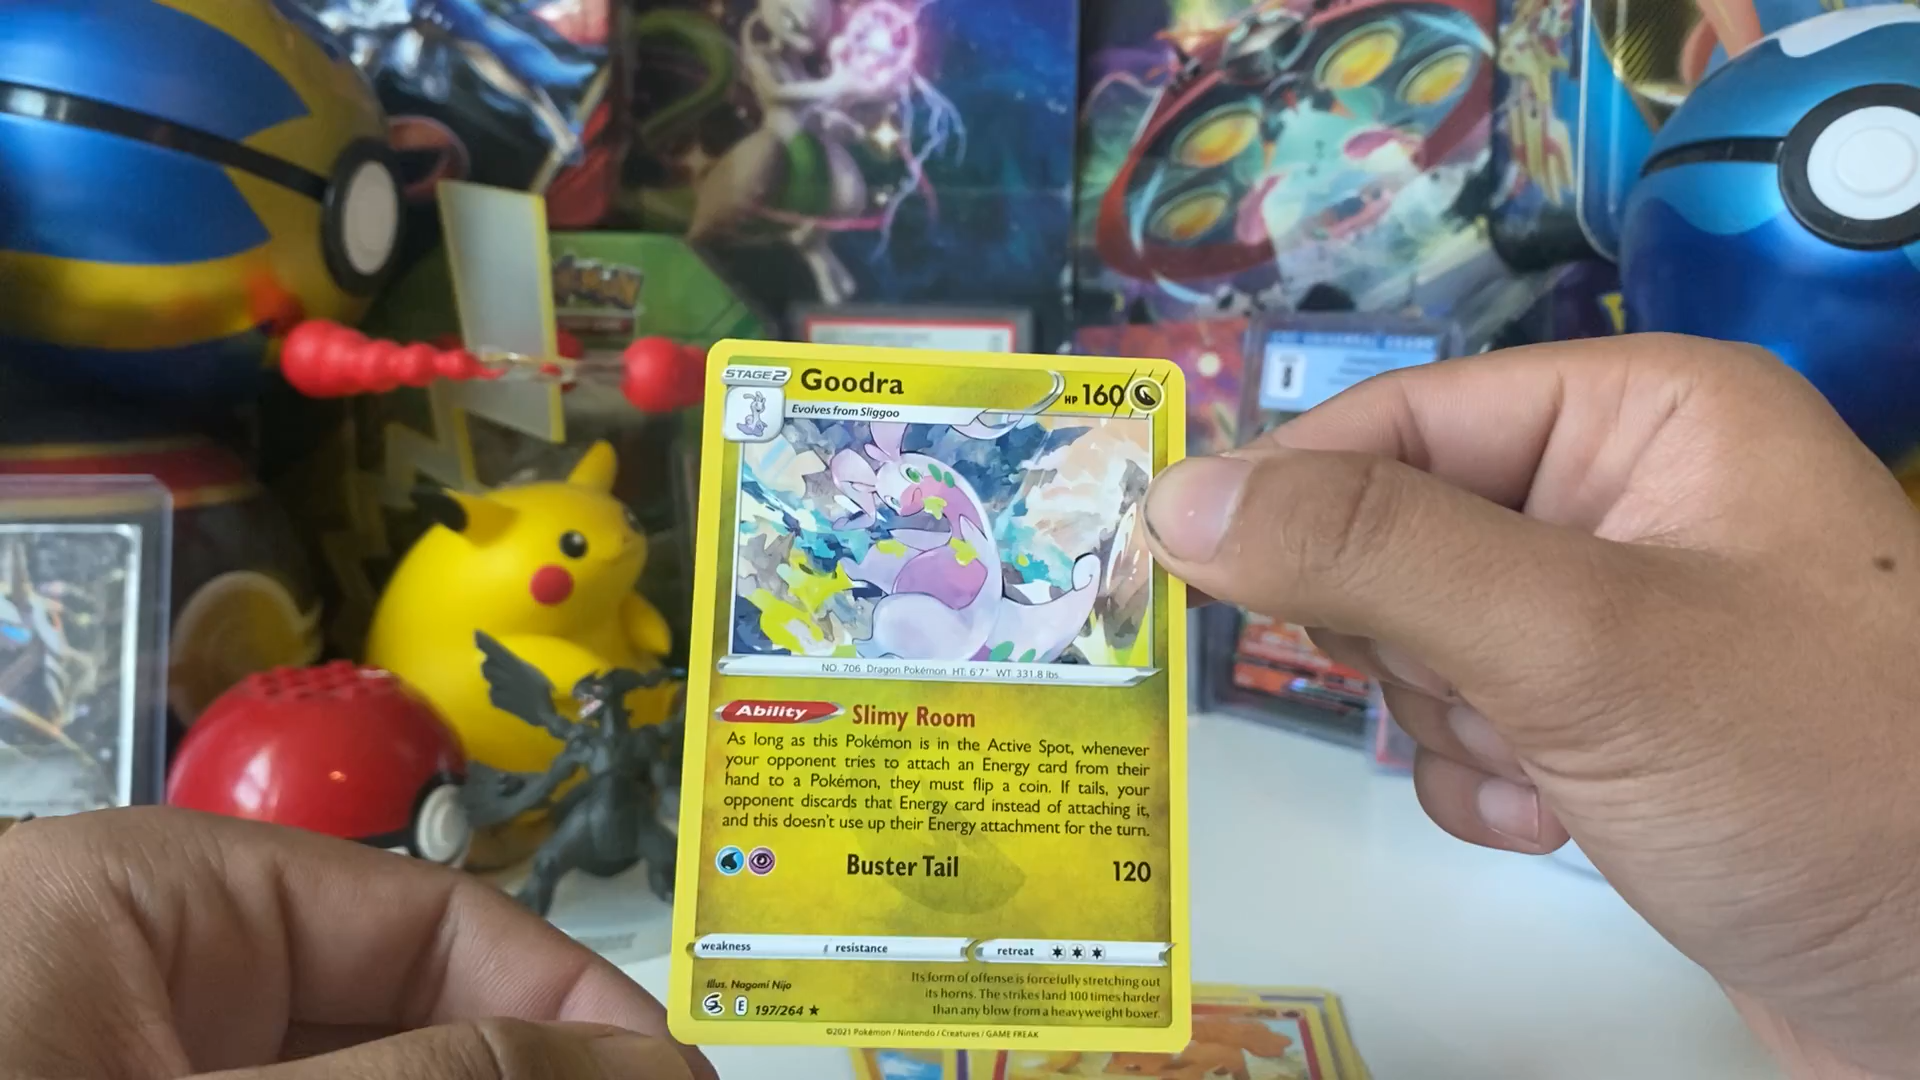 Pokémon
STAGE 2
Goodra
HP 160
Evolves from Sliggoo
NO. 706 Dragon Pokémon HT: 6'7" WT: 331.8 lbs.
Ability Slimy Room
As long as this Pokémon is in the Active Spot, whenever
your opponent tries to attach an Energy card from their
hand to a Pokémon, they must flip a coin. If tails, your
opponent discards that Energy card instead of attaching it,
and this doesn't use up their Energy attachment for the turn.
Buster Tail 120
weakness resistance retreat
Illus. Nagomi Nijo
E 197/264 ★
Its form of offense is forcefully stretching out
its horns. The strikes land 100 times harder
than any blow from a heavyweight boxer.
©2021 Pokémon / Nintendo / Creatures / GAME FREAK